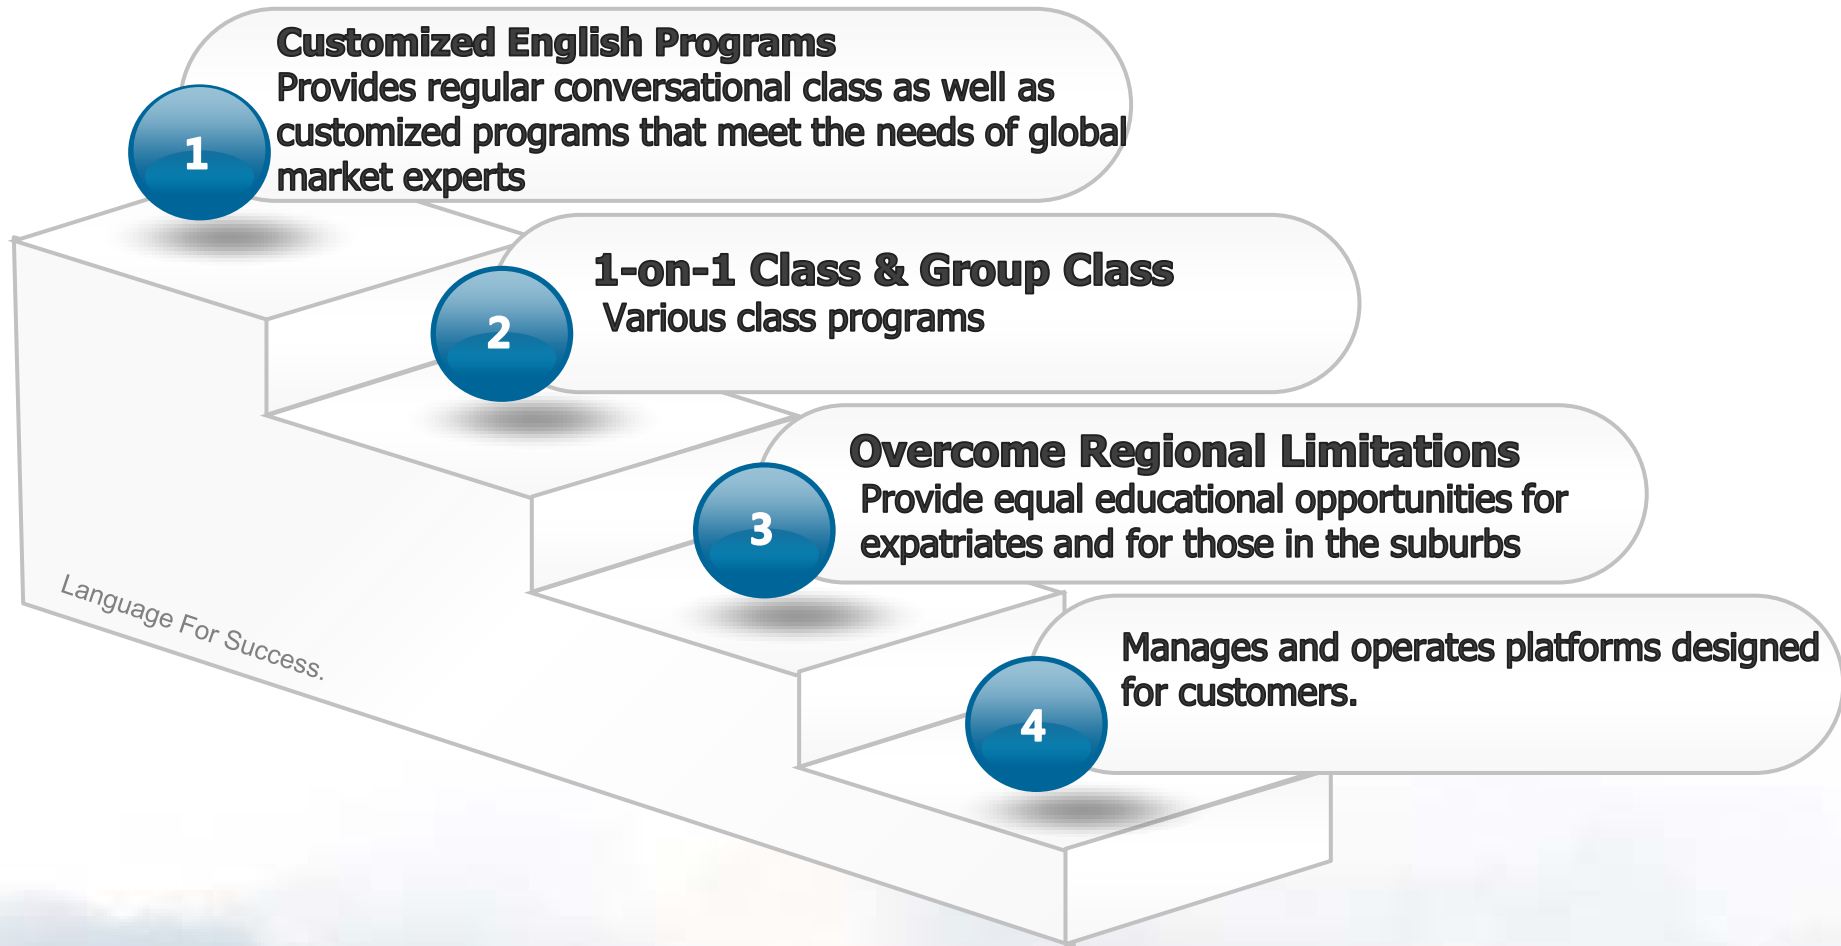 Customized English Programs
Provides regular conversational class as well as
customized programs that meet the needs of global
market experts
1
1-on-1 Class & Group Class
Various class programs
2
Overcome Regional Limitations
Provide equal educational opportunities for
expatriates and for those in the suburbs
3
Manages and operates platforms designed
for customers.
4
Language For Success.